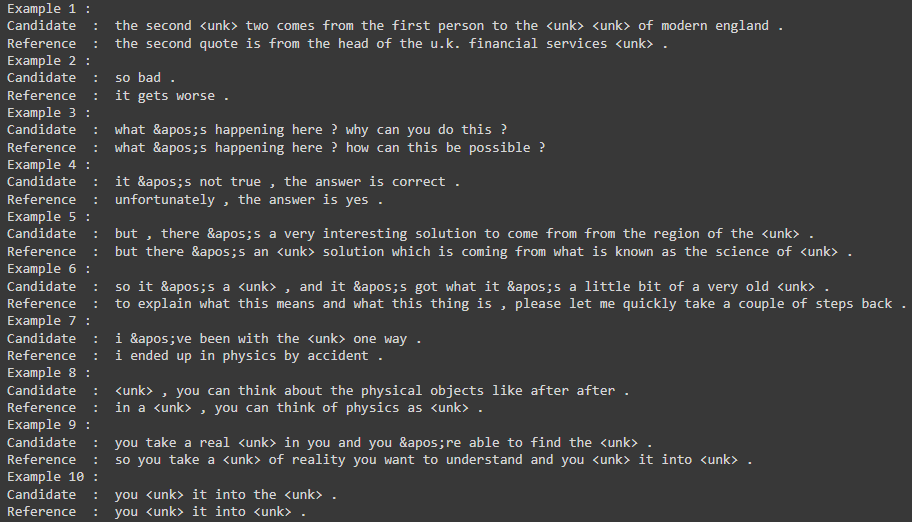 Example 1 :
Candidate  :  the second <unk> two comes from the first person to the <unk> <unk> of modern england .
Reference  :  the second quote is from the head of the u.k. financial services <unk> .
Example 2 :
Candidate  :  so bad .
Reference  :  it gets worse .
Example 3 :
Candidate  :  what &apos;s happening here ? why can you do this ?
Reference  :  what &apos;s happening here ? how can this be possible ?
Example 4 :
Candidate  :  it &apos;s not true , the answer is correct .
Reference  :  unfortunately , the answer is yes .
Example 5 :
Candidate  :  but , there &apos;s a very interesting solution to come from from the region of the <unk> .
Reference  :  but there &apos;s an <unk> solution which is coming from what is known as the science of <unk> .
Example 6 :
Candidate  :  so it &apos;s a <unk> , and it &apos;s got what it &apos;s a little bit of a very old <unk> .
Reference  :  to explain what this means and what this thing is , please let me quickly take a couple of steps back .
Example 7 :
Candidate  :  i &apos;ve been with the <unk> one way .
Reference  :  i ended up in physics by accident .
Example 8 :
Candidate  :  <unk> , you can think about the physical objects like after after .
Reference  :  in a <unk> , you can think of physics as <unk> .
Example 9 :
Candidate  :  you take a real <unk> in you and you &apos;re able to find the <unk> .
Reference  :  so you take a <unk> of reality you want to understand and you <unk> it into <unk> .
Example 10 :
Candidate  :  you <unk> it into the <unk> .
Reference  :  you <unk> it into <unk> .